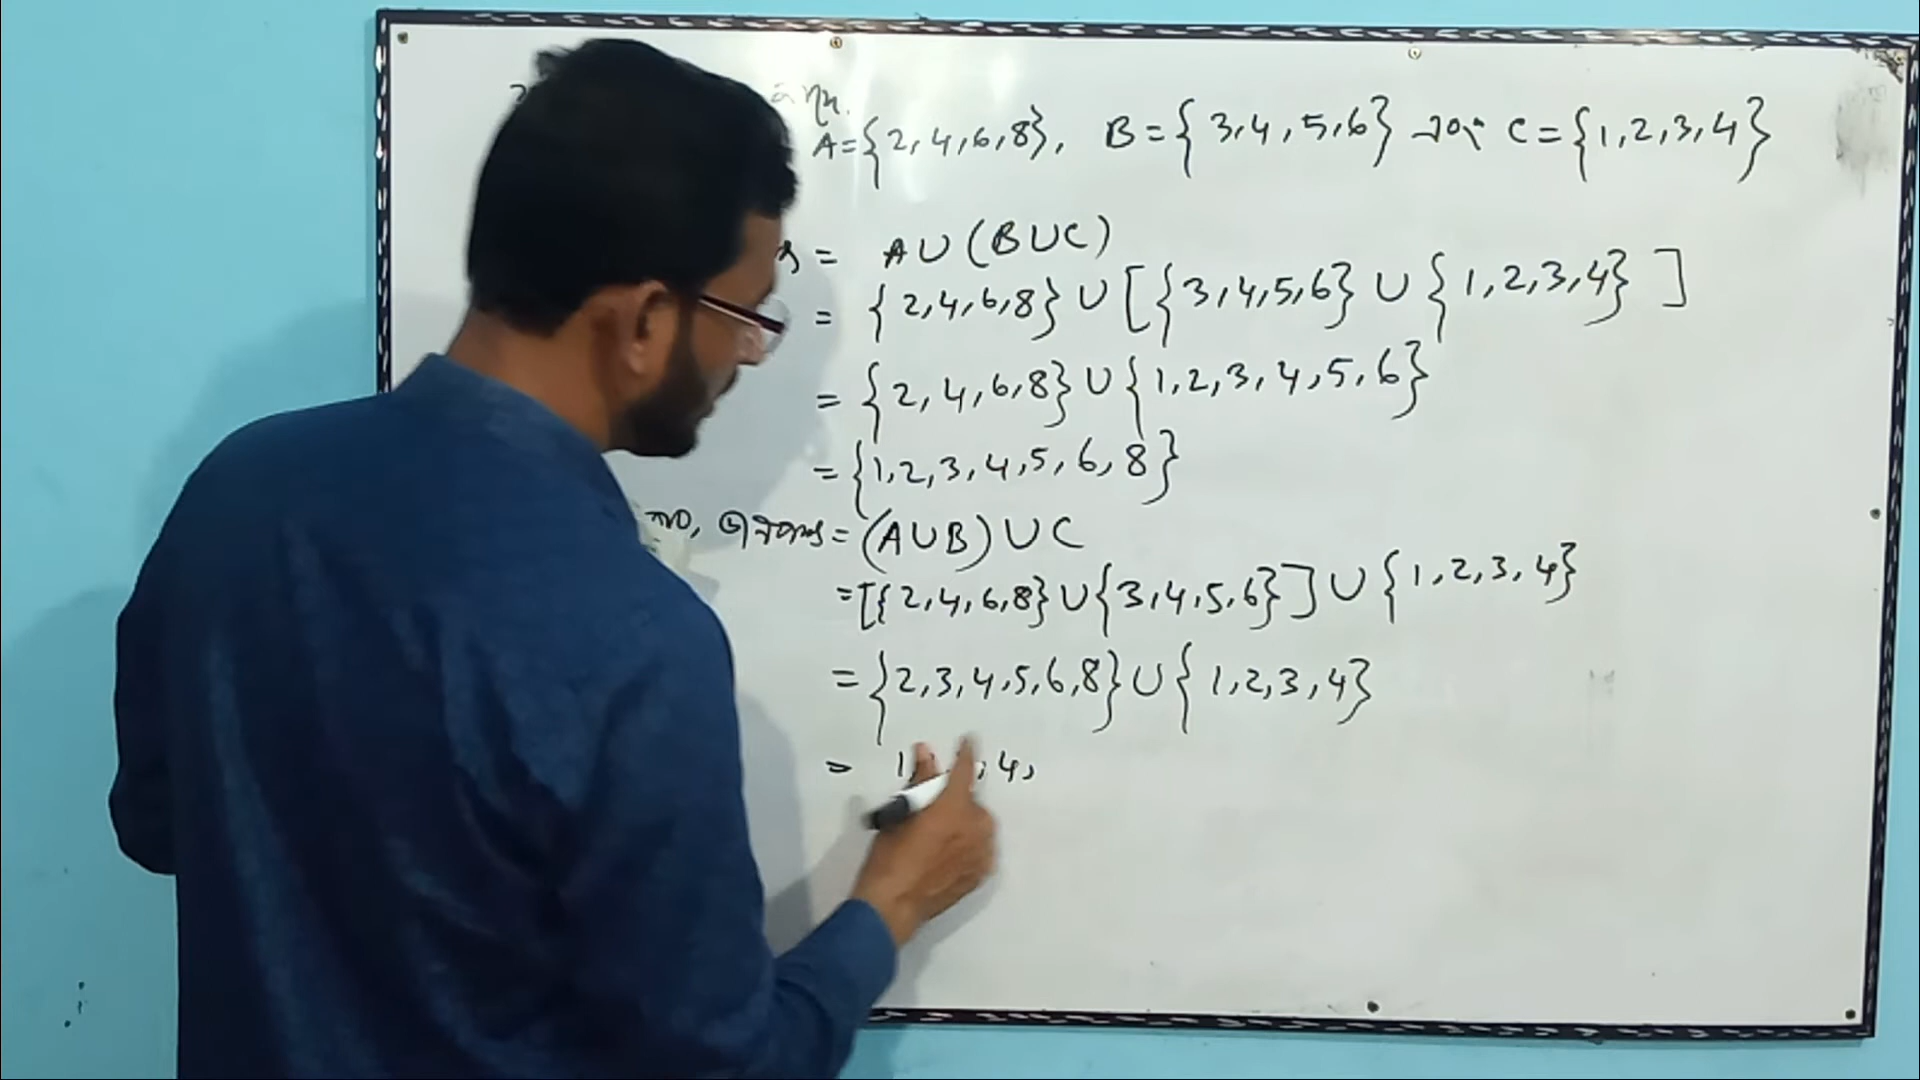 A={2,4,6,8}, B={3,4,5,6} এবং C={1,2,3,4}
= A∪(B∪C)
= {2,4,6,8}∪[{3,4,5,6}∪{1,2,3,4}]
= {2,4,6,8}∪{1,2,3,4,5,6}
={1,2,3,4,5,6,8}
=(A∪B)∪C
=[{2,4,6,8}∪{3,4,5,6}]∪{1,2,3,4}
={2,3,4,5,6,8}∪{1,2,3,4}
= 1, 4,